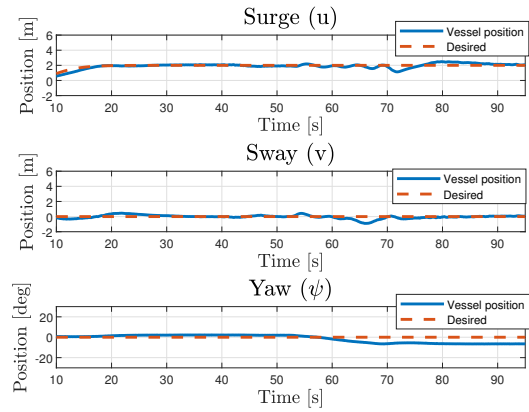 Surge (u)
Position [m]
6
4
2
0
-2
10 20 30 40 50 60 70 80 90
Time [s]
Vessel position
Desired
Sway (v)
Position [m]
6
4
2
0
-2
10 20 30 40 50 60 70 80 90
Time [s]
Vessel position
Desired
Yaw (ψ)
Position [deg]
20
0
-20
10 20 30 40 50 60 70 80 90
Time [s]
Vessel position
Desired